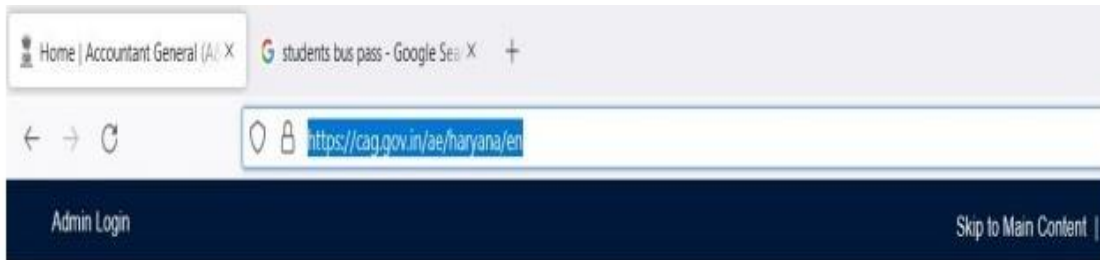 Home | Accountant General (A& students bus pass - Google Sea
https://cag.gov.in/ae/haryana/en
Admin Login Skip to Main Content |